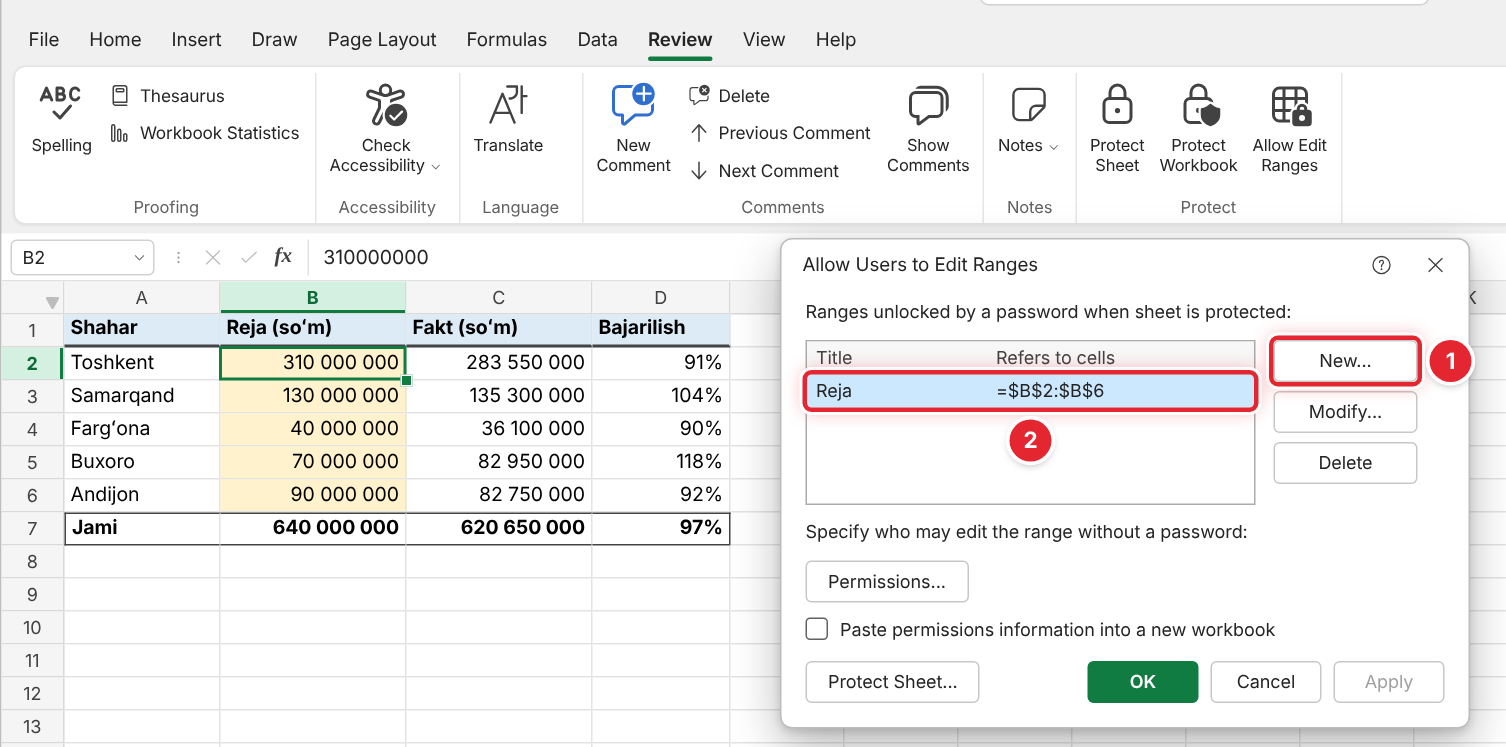 File Home Insert Draw Page Layout Formulas Data Review View Help
ABC
Spelling
Thesaurus
Workbook Statistics
Proofing
Check
Accessibility
Accessibility
Translate
Language
New
Comment
Delete
Previous Comment
Next Comment
Show
Comments
Comments
Notes
Notes
Protect
Sheet
Protect
Workbook
Allow Edit
Ranges
Protect
B2 fx 310000000
A B C D K
1 Shahar Reja (soʻm) Fakt (soʻm) Bajarilish
2 Toshkent 310 000 000 283 550 000 91%
3 Samarqand 130 000 000 135 300 000 104%
4 Fargʻona 40 000 000 36 100 000 90%
5 Buxoro 70 000 000 82 950 000 118%
6 Andijon 90 000 000 82 750 000 92%
7 Jami 640 000 000 620 650 000 97%
8
9
10
11
12
13
Allow Users to Edit Ranges ?
Ranges unlocked by a password when sheet is protected:
Title Refers to cells
Reja =$B$2:$B$6
New... 1
2
Modify...
Delete
Specify who may edit the range without a password:
Permissions...
Paste permissions information into a new workbook
Protect Sheet... OK Cancel Apply